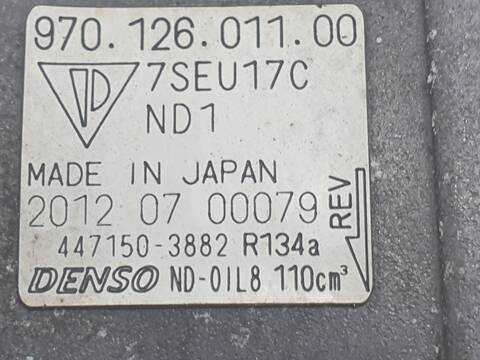 970.126.011.00
7SEU17C
ND1
MADE IN JAPAN
2012 07 00079
REV
447150-3882 R134a
DENSO ND-OIL8 110cm³